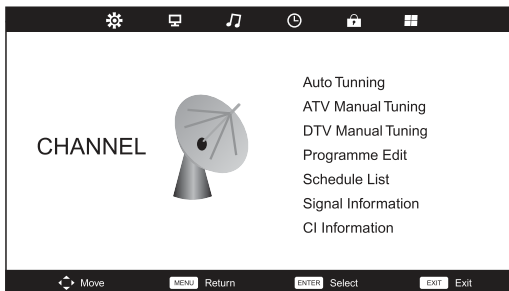 CHANNEL
Auto Tunning
ATV Manual Tuning
DTV Manual Tuning
Programme Edit
Schedule List
Signal Information
CI Information
Move MENU Return ENTER Select EXIT Exit